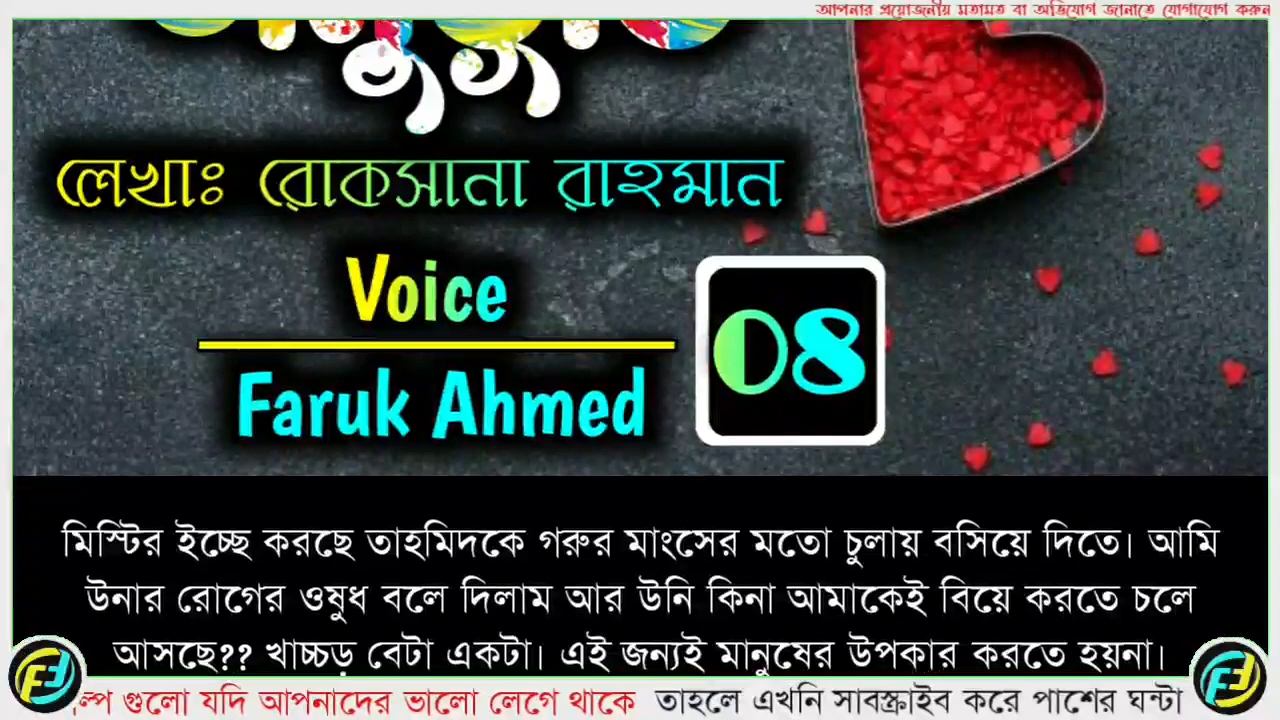 আপনার প্রয়োজনীয় মতামত বা অভিযোগ জানাতে যোগাযোগ করুন
লেখাঃ রোকসানা রাহমান
Voice
Faruk Ahmed
08
মিস্টির ইচ্ছে করছে তাহমিদকে গরুর মাংসের মতো চুলায় বসিয়ে দিতে। আমি
উনার রোগের ওষুধ বলে দিলাম আর উনি কিনা আমাকেই বিয়ে করতে চলে
আসছে?? খাচ্চড় বেটা একটা। এই জন্যই মানুষের উপকার করতে হয়না।
গুলো যদি আপনাদের ভালো লেগে থাকে তাহলে এখনি সাবস্ক্রাইব করে পাশের ঘন্টা